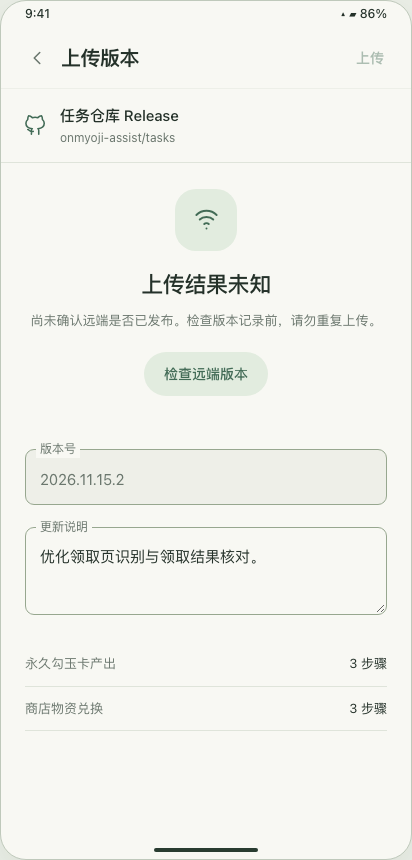 9:41
86%
上传版本
上传
任务仓库 Release
onmyoji-assist/tasks
上传结果未知
尚未确认远端是否已发布。检查版本记录前，请勿重复上传。
检查远端版本
版本号
2026.11.15.2
更新说明
优化领取页识别与领取结果核对。
永久勾玉卡产出
3 步骤
商店物资兑换
3 步骤